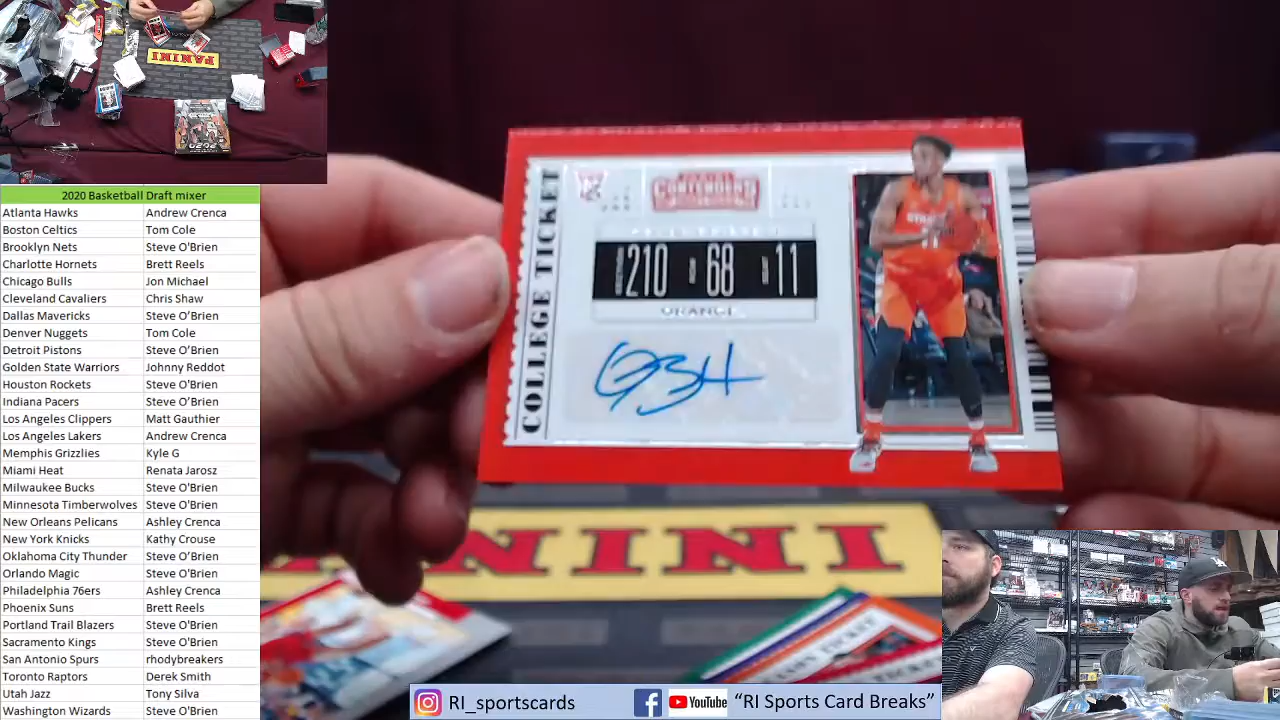 PANINI
2020 Basketball Draft mixer
Atlanta Hawks Andrew Crenca
Boston Celtics Tom Cole
Brooklyn Nets Steve O'Brien
Charlotte Hornets Brett Reels
Chicago Bulls Jon Michael
Cleveland Cavaliers Chris Shaw
Dallas Mavericks Steve O'Brien
Denver Nuggets Tom Cole
Detroit Pistons Steve O'Brien
Golden State Warriors Johnny Reddot
Houston Rockets Steve O'Brien
Indiana Pacers Steve O'Brien
Los Angeles Clippers Matt Gauthier
Los Angeles Lakers Andrew Crenca
Memphis Grizzlies Kyle G
Miami Heat Renata Jarosz
Milwaukee Bucks Steve O'Brien
Minnesota Timberwolves Steve O'Brien
New Orleans Pelicans Ashley Crenca
New York Knicks Kathy Crouse
Oklahoma City Thunder Steve O'Brien
Orlando Magic Steve O'Brien
Philadelphia 76ers Ashley Crenca
Phoenix Suns Brett Reels
Portland Trail Blazers Steve O'Brien
Sacramento Kings Steve O'Brien
San Antonio Spurs rhodybreakers
Toronto Raptors Derek Smith
Utah Jazz Tony Silva
Washington Wizards Steve O'Brien
COLLEGE TICKET
CONTENDERS
210 68 11
ORANGE
ANINI
RI_sportscards YouTube "RI Sports Card Breaks"